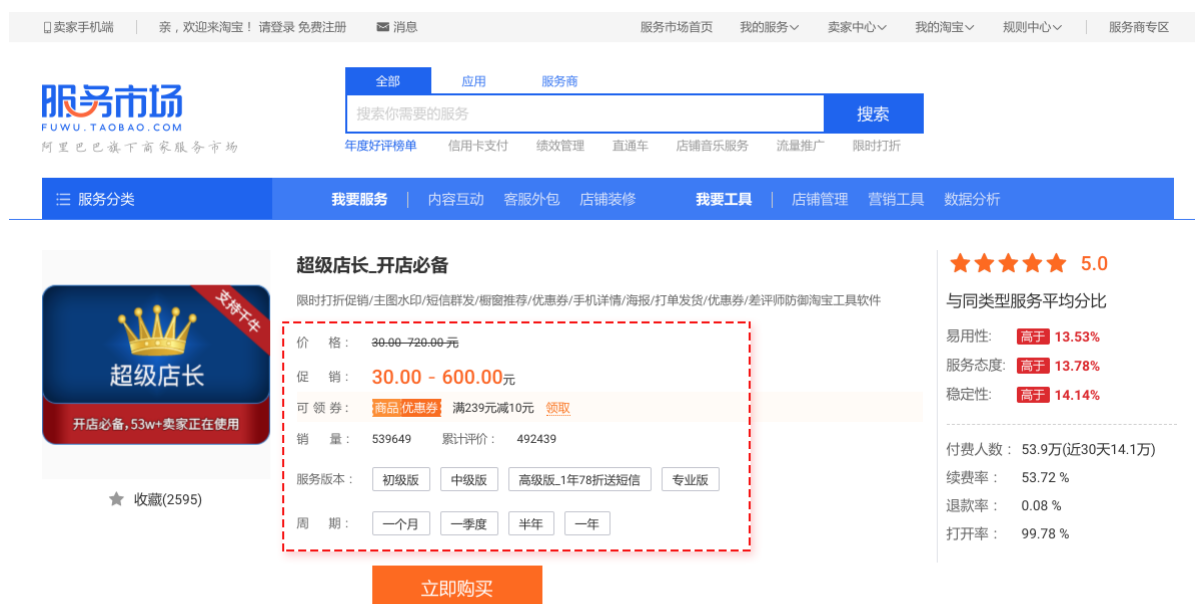 卖家手机端 亲，欢迎来淘宝！ 请登录 免费注册 消息 服务市场首页 我的服务 卖家中心 我的淘宝 规则中心 服务商专区
全部 应用 服务商
服务市场
FUWU.TAOBAO.COM
阿里巴巴旗下商家服务市场
搜索你需要的服务 搜索
年度好评榜单 信用卡支付 绩效管理 直通车 店铺音乐服务 流量推广 限时打折
服务分类 我要服务 内容互动 客服外包 店铺装修 我要工具 店铺管理 营销工具 数据分析
支持千牛
超级店长
开店必备,53w+卖家正在使用
收藏(2595)
超级店长_开店必备
限时打折促销/主图水印/短信群发/橱窗推荐/优惠券/手机详情/海报/打单发货/优惠券/差评师防御淘宝工具软件
价 格： 30.00-720.00元
促 销： 30.00 - 600.00元
可领券： 商品优惠券 满239元减10元 领取
销 量： 539649 累计评价： 492439
服务版本： 初级版 中级版 高级版_1年78折送短信 专业版
周 期： 一个月 一季度 半年 一年
立即购买
5.0
与同类型服务平均分比
易用性: 高于 13.53%
服务态度: 高于 13.78%
稳定性: 高于 14.14%
付费人数： 53.9万(近30天14.1万)
续费率： 53.72 %
退款率： 0.08 %
打开率： 99.78 %